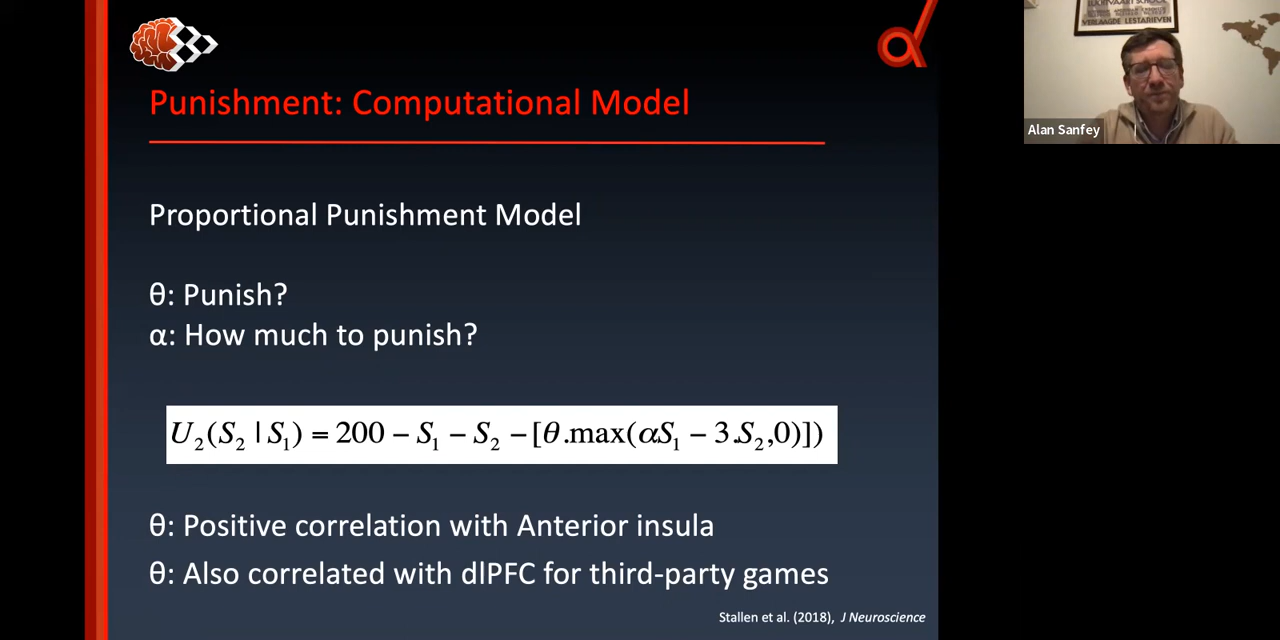 Punishment: Computational Model
Proportional Punishment Model
θ: Punish?
α: How much to punish?
U₂(S₂ | S₁) = 200 − S₁ − S₂ − [θ.max(αS₁ − 3.S₂,0)])
θ: Positive correlation with Anterior insula
θ: Also correlated with dlPFC for third-party games
Stallen et al. (2018), J Neuroscience
VERLAAGDE LESTARIEVEN
Alan Sanfey